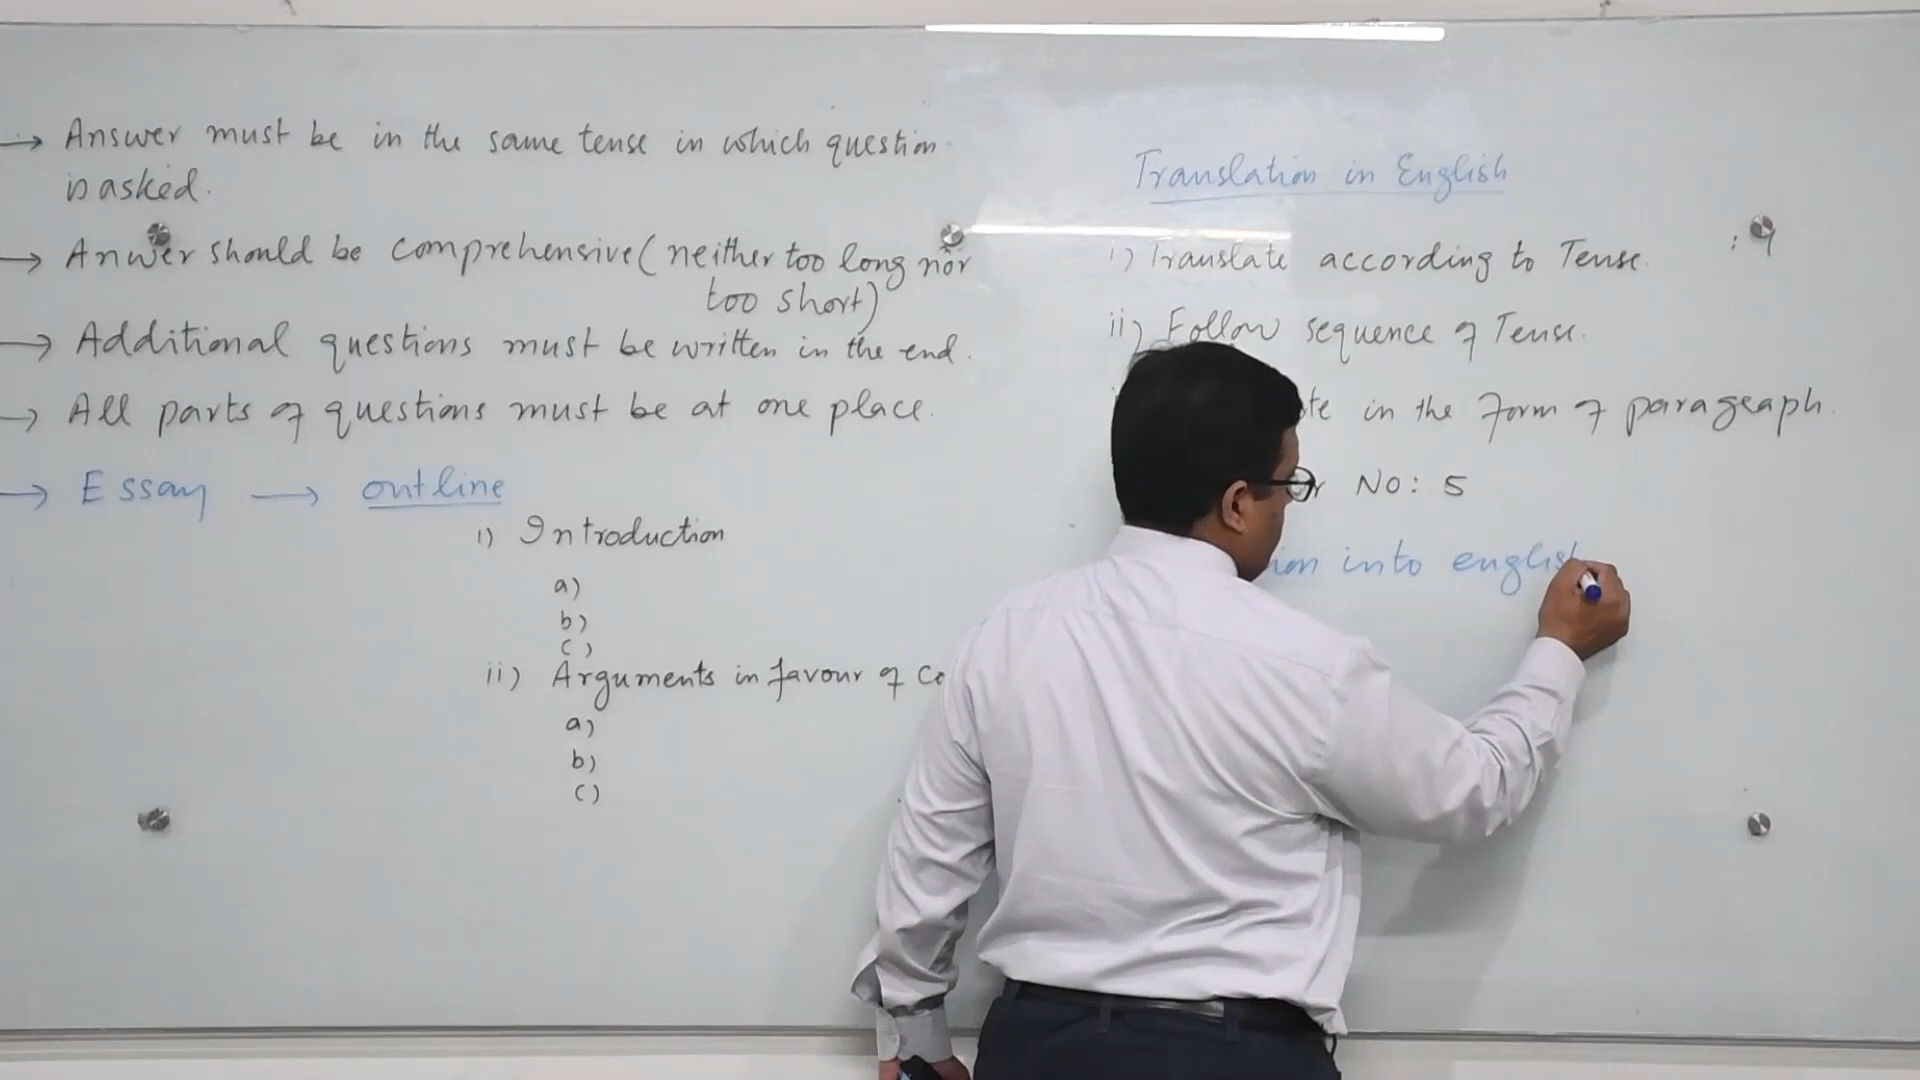 → Answer must be in the same tense in which question
is asked.
→ Anwer should be comprehensive (neither too long nor
too short)
→ Additional questions must be written in the end.
→ All parts of questions must be at one place.
→ Essay → outline
i) Introduction
a)
b)
c)
ii) Arguments in favour of
a)
b)
c)
Translation in English
i) Translate according to Tense.
ii) Follow sequence of Tense.
in the form of paragraph.
No: 5
into english